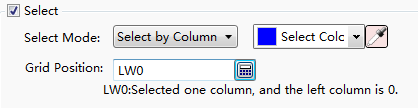 Select
Select Mode: Select by Column Select Colc
Grid Position: LW0
LW0:Selected one column, and the left column is 0.